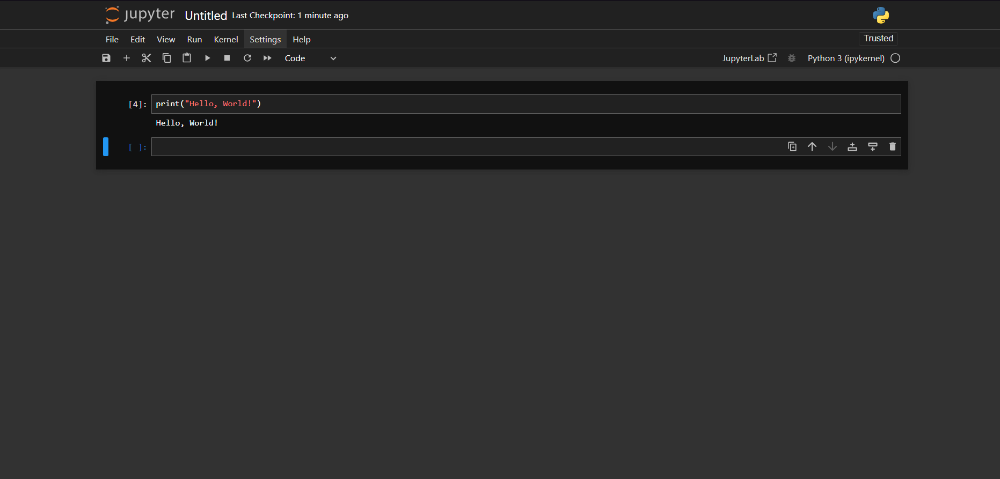 jupyter Untitled Last Checkpoint: 1 minute ago
File Edit View Run Kernel Settings Help Trusted
Code JupyterLab Python 3 (ipykernel)
[4]: print("Hello, World!")
Hello, World!
[ ]: